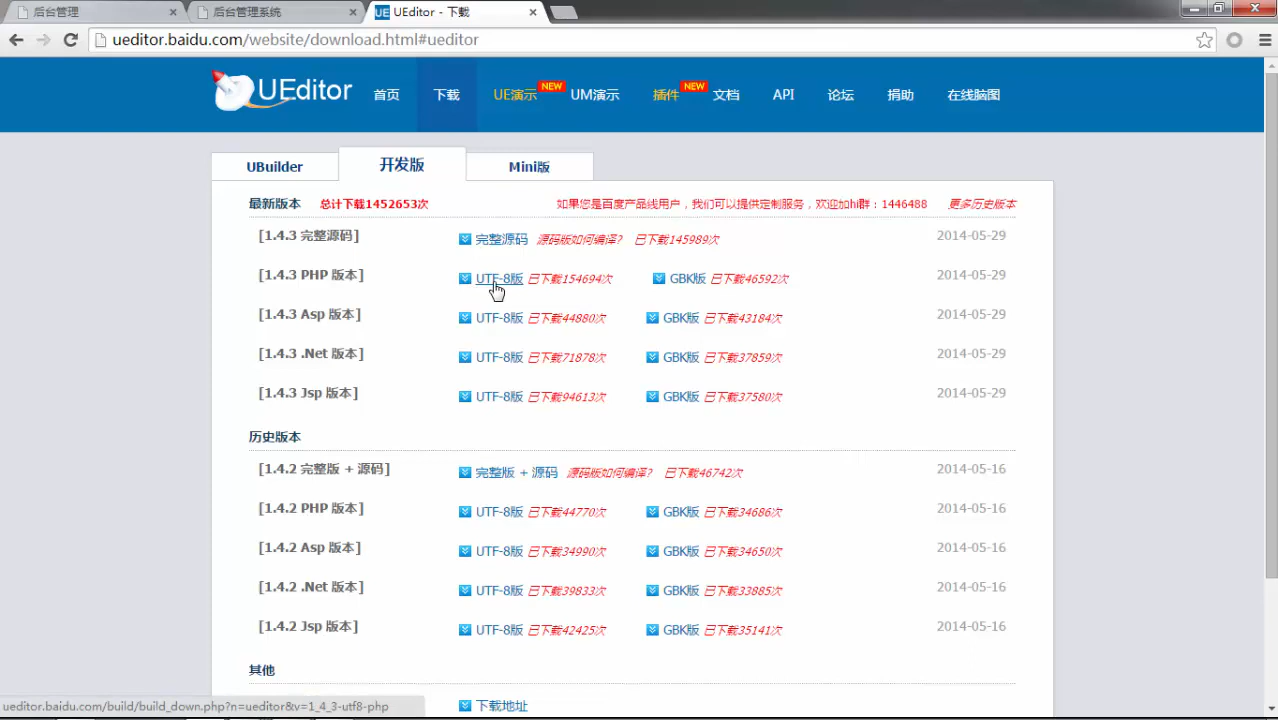 后台管理 后台管理系统 UE UEditor - 下载
ueditor.baidu.com/website/download.html#ueditor
UEditor 首页 下载 UE演示 NEW UM演示 插件 NEW 文档 API 论坛 捐助 在线脑图
UBuilder 开发版 Mini版
最新版本 总计下载1452653次 如果您是百度产品线用户，我们可以提供定制服务，欢迎加hi群：1446488 更多历史版本
[1.4.3 完整源码] 完整源码 源码版如何编译? 已下载145989次 2014-05-29
[1.4.3 PHP 版本] UTF-8版 已下载154694次 GBK版 已下载46592次 2014-05-29
[1.4.3 Asp 版本] UTF-8版 已下载44880次 GBK版 已下载43184次 2014-05-29
[1.4.3 .Net 版本] UTF-8版 已下载71878次 GBK版 已下载37859次 2014-05-29
[1.4.3 Jsp 版本] UTF-8版 已下载94613次 GBK版 已下载37580次 2014-05-29
历史版本
[1.4.2 完整版 + 源码] 完整版 + 源码 源码版如何编译? 已下载46742次 2014-05-16
[1.4.2 PHP 版本] UTF-8版 已下载44770次 GBK版 已下载34686次 2014-05-16
[1.4.2 Asp 版本] UTF-8版 已下载34990次 GBK版 已下载34650次 2014-05-16
[1.4.2 .Net 版本] UTF-8版 已下载39833次 GBK版 已下载33885次 2014-05-16
[1.4.2 Jsp 版本] UTF-8版 已下载42425次 GBK版 已下载35141次 2014-05-16
其他
下载地址
ueditor.baidu.com/build/build_down.php?n=ueditor&v=1_4_3-utf8-php